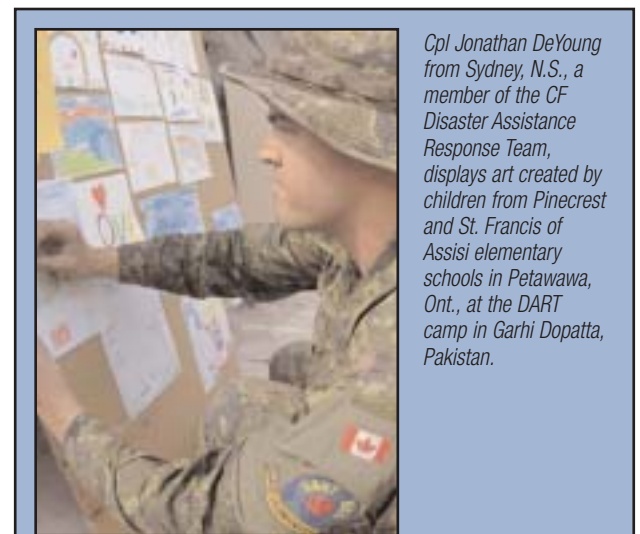 Cpl Jonathan DeYoung
from Sydney, N.S., a
member of the CF
Disaster Assistance
Response Team,
displays art created by
children from Pinecrest
and St. Francis of
Assisi elementary
schools in Petawawa,
Ont., at the DART
camp in Garhi Dopatta,
Pakistan.
DART